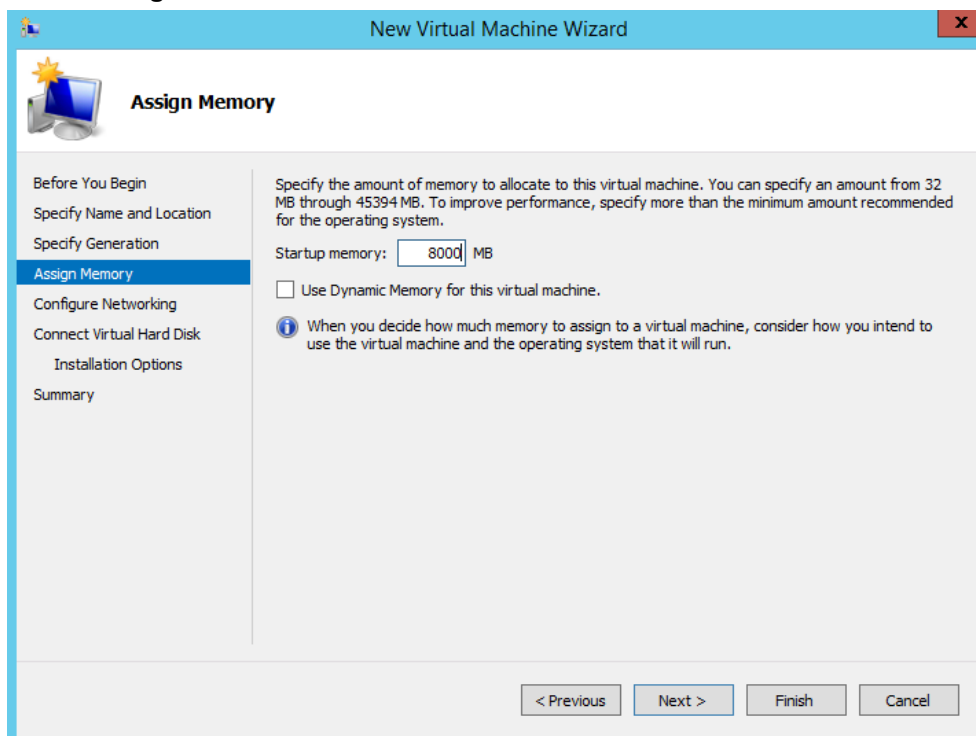 New Virtual Machine Wizard
x
Assign Memory
Before You Begin
Specify Name and Location
Specify Generation
Assign Memory
Configure Networking
Connect Virtual Hard Disk
Installation Options
Summary
Specify the amount of memory to allocate to this virtual machine. You can specify an amount from 32
MB through 45394 MB. To improve performance, specify more than the minimum amount recommended
for the operating system.
Startup memory: 8000 MB
Use Dynamic Memory for this virtual machine.
When you decide how much memory to assign to a virtual machine, consider how you intend to
use the virtual machine and the operating system that it will run.
< Previous Next > Finish Cancel